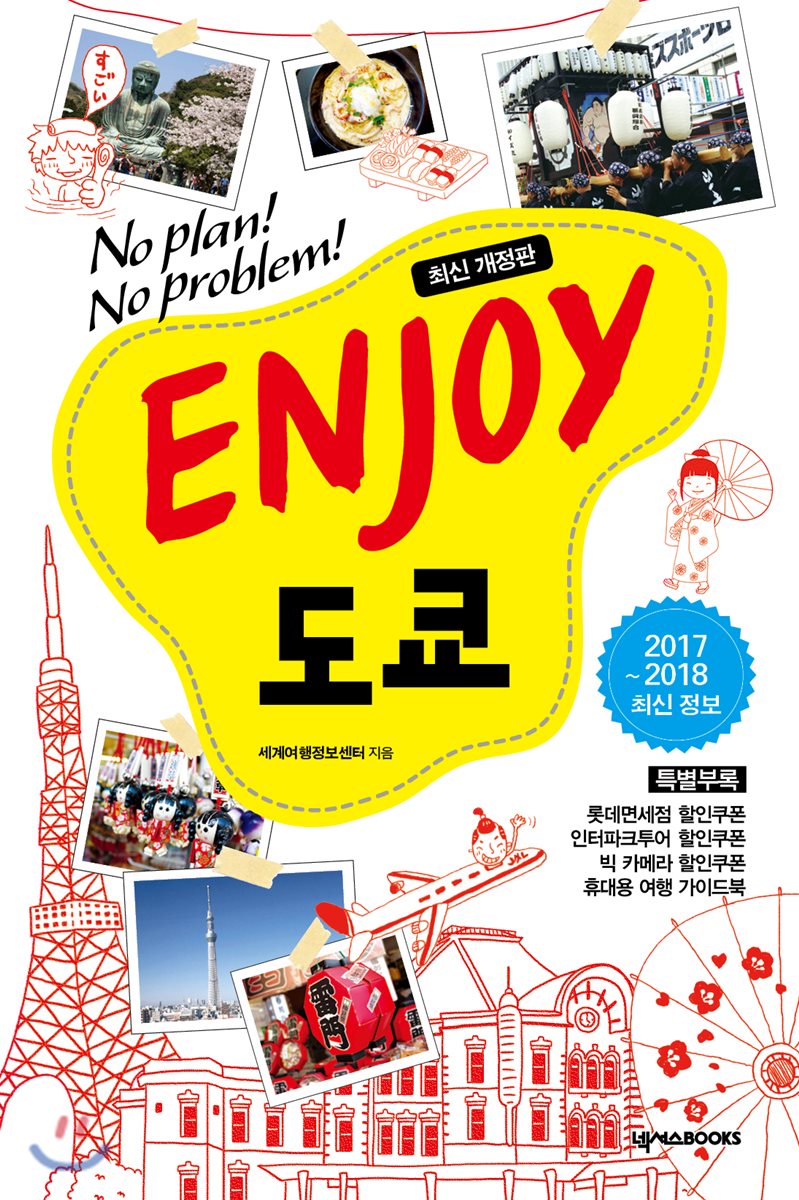 すごい
スポーツ
No plan!
No problem!
최신 개정판
ENJOY
도쿄
세계여행정보센터 지음
2017
~2018
최신 정보
특별부록
롯데면세점 할인쿠폰
인터파크투어 할인쿠폰
빅 카메라 할인쿠폰
휴대용 여행 가이드북
JAL
雷門
넥서스BOOKS